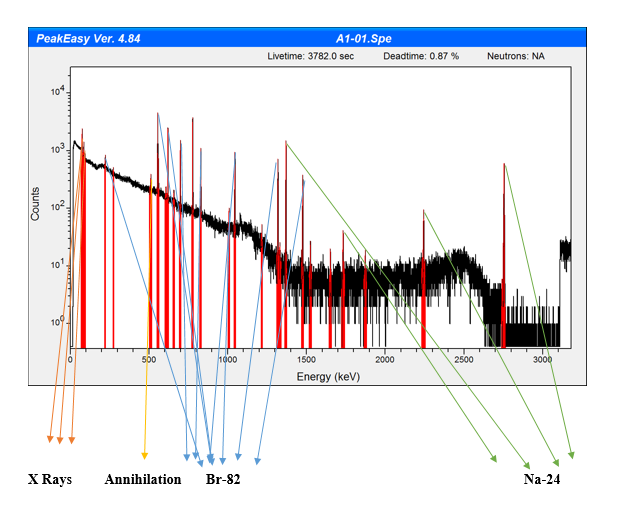 PeakEasy Ver. 4.84 A1-01.Spe
Livetime: 3782.0 sec Deadtime: 0.87 % Neutrons: NA
10⁴
10³
10²
10¹
10⁰
Counts
0 500 1000 1500 2000 2500 3000
Energy (keV)
X Rays Annihilation Br-82 Na-24